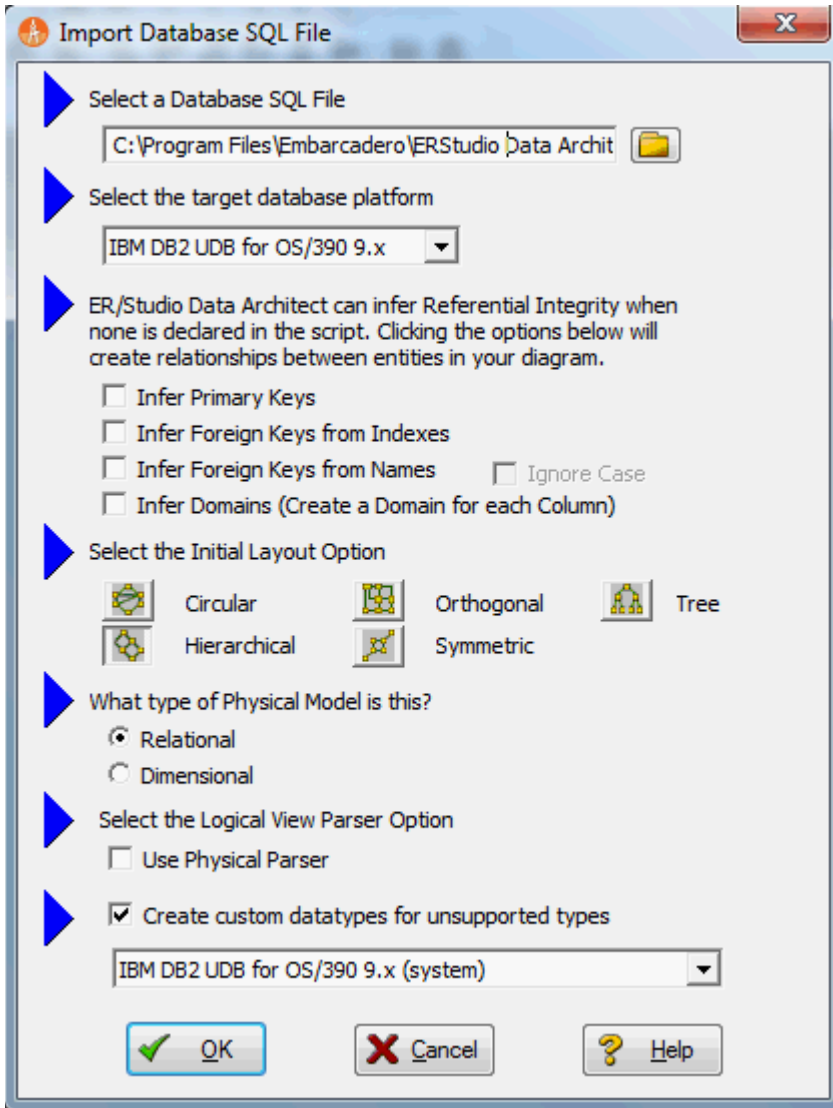 Import Database SQL File
Select a Database SQL File
C:\Program Files\Embarcadero\ERStudio Data Archit
Select the target database platform
IBM DB2 UDB for OS/390 9.x
ER/Studio Data Architect can infer Referential Integrity when
none is declared in the script. Clicking the options below will
create relationships between entities in your diagram.
Infer Primary Keys
Infer Foreign Keys from Indexes
Infer Foreign Keys from Names Ignore Case
Infer Domains (Create a Domain for each Column)
Select the Initial Layout Option
Circular Orthogonal Tree
Hierarchical Symmetric
What type of Physical Model is this?
Relational
Dimensional
Select the Logical View Parser Option
Use Physical Parser
Create custom datatypes for unsupported types
IBM DB2 UDB for OS/390 9.x (system)
OK Cancel Help